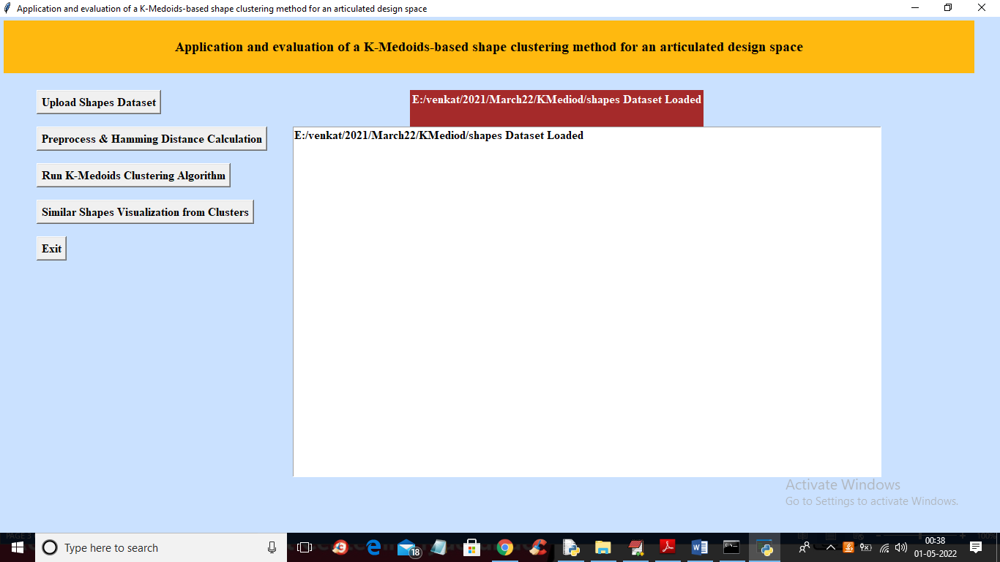 Application and evaluation of a K-Medoids-based shape clustering method for an articulated design space
Application and evaluation of a K-Medoids-based shape clustering method for an articulated design space
Upload Shapes Dataset
E:/venkat/2021/March22/KMediod/shapes Dataset Loaded
Preprocess & Hamming Distance Calculation
E:/venkat/2021/March22/KMediod/shapes Dataset Loaded
Run K-Medoids Clustering Algorithm
Similar Shapes Visualization from Clusters
Exit
Activate Windows
Go to Settings to activate Windows.
Type here to search
18
00:38
01-05-2022